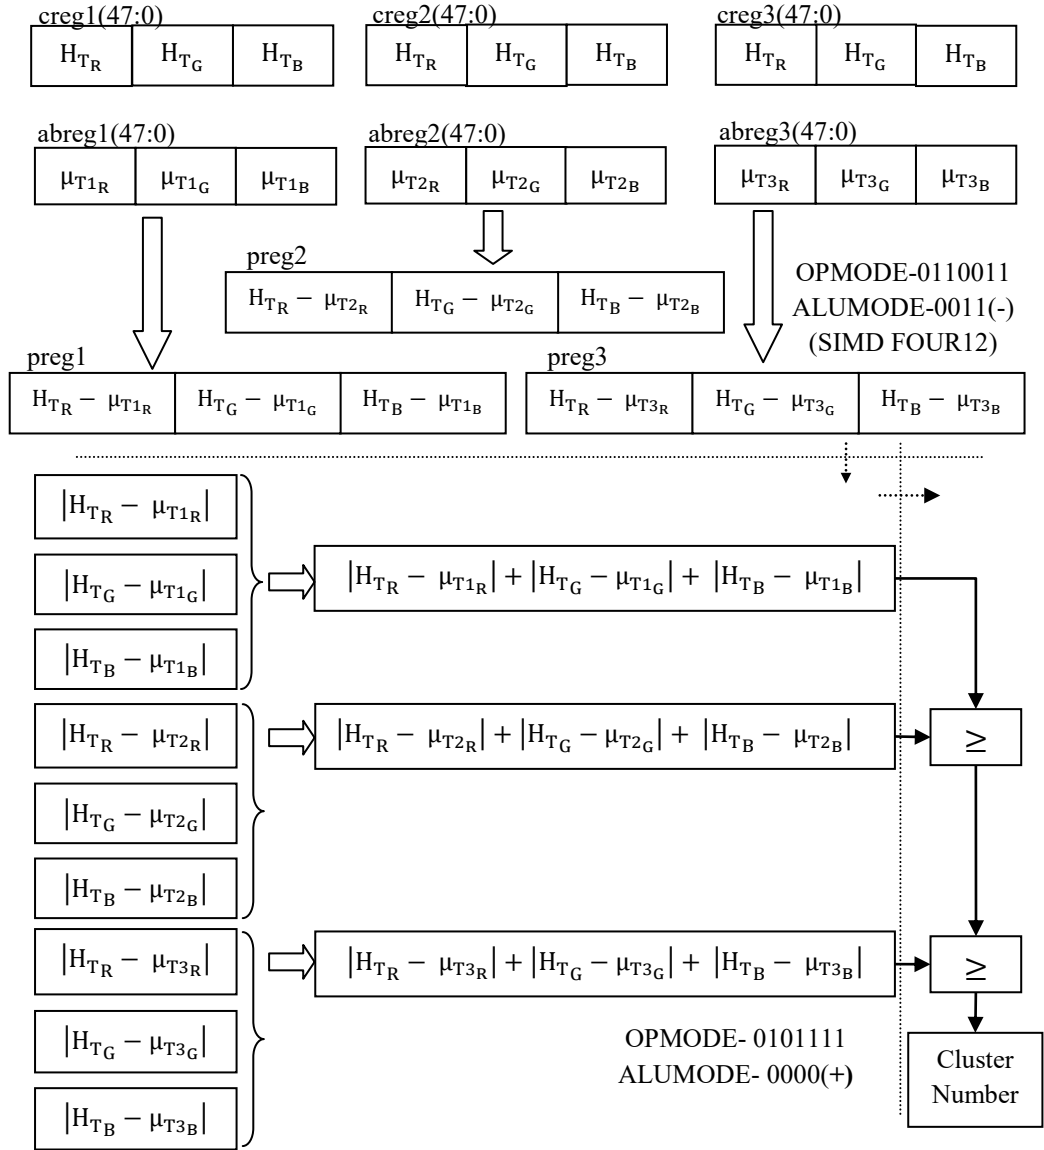 creg1(47:0) creg2(47:0) creg3(47:0)
H_{T_R} H_{T_G} H_{T_B} H_{T_R} H_{T_G} H_{T_B} H_{T_R} H_{T_G} H_{T_B}
abreg1(47:0) abreg2(47:0) abreg3(47:0)
μ_{T1_R} μ_{T1_G} μ_{T1_B} μ_{T2_R} μ_{T2_G} μ_{T2_B} μ_{T3_R} μ_{T3_G} μ_{T3_B}
preg2
H_{T_R} − μ_{T2_R} H_{T_G} − μ_{T2_G} H_{T_B} − μ_{T2_B}
OPMODE-0110011
ALUMODE-0011(-)
(SIMD FOUR12)
preg1 preg3
H_{T_R} − μ_{T1_R} H_{T_G} − μ_{T1_G} H_{T_B} − μ_{T1_B} H_{T_R} − μ_{T3_R} H_{T_G} − μ_{T3_G} H_{T_B} − μ_{T3_B}
|H_{T_R} − μ_{T1_R}|
|H_{T_G} − μ_{T1_G}|
|H_{T_B} − μ_{T1_B}|
|H_{T_R} − μ_{T1_R}| + |H_{T_G} − μ_{T1_G}| + |H_{T_B} − μ_{T1_B}|
|H_{T_R} − μ_{T2_R}|
|H_{T_G} − μ_{T2_G}|
|H_{T_B} − μ_{T2_B}|
|H_{T_R} − μ_{T2_R}| + |H_{T_G} − μ_{T2_G}| + |H_{T_B} − μ_{T2_B}|
≥
|H_{T_R} − μ_{T3_R}|
|H_{T_G} − μ_{T3_G}|
|H_{T_B} − μ_{T3_B}|
|H_{T_R} − μ_{T3_R}| + |H_{T_G} − μ_{T3_G}| + |H_{T_B} − μ_{T3_B}|
≥
OPMODE- 0101111
ALUMODE- 0000(+)
Cluster
Number